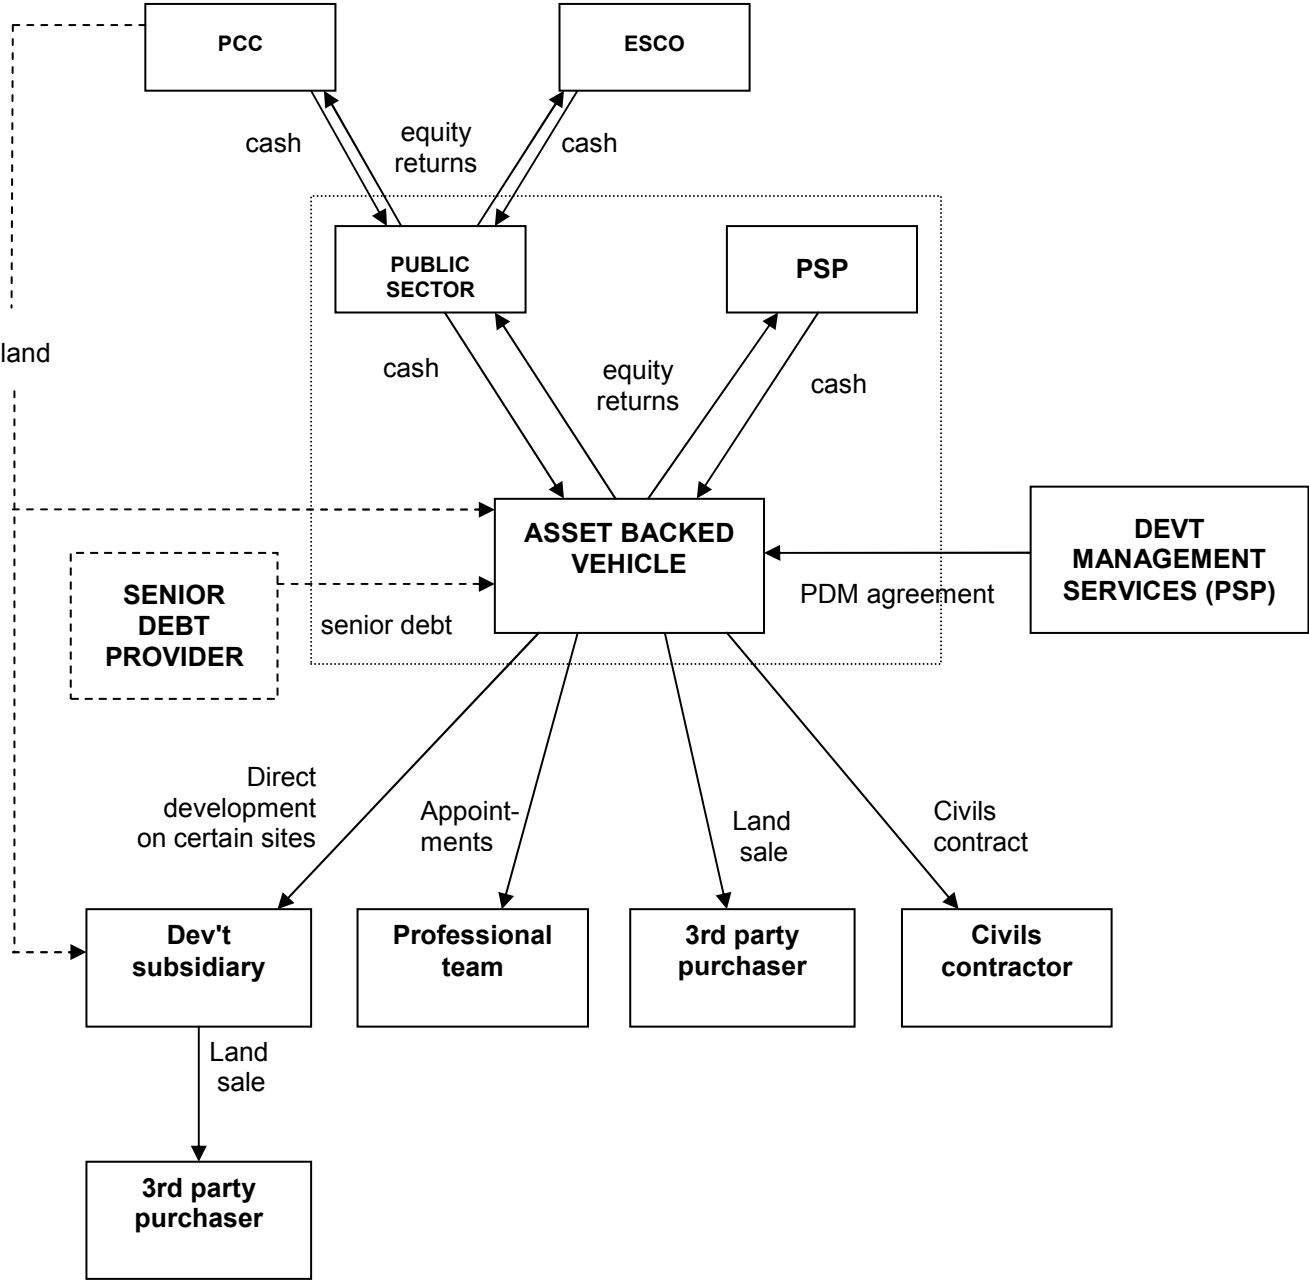 PCC
ESCO
cash
equity
returns
cash
PUBLIC
SECTOR
PSP
land
cash
equity
returns
cash
ASSET BACKED
VEHICLE
DEVT
MANAGEMENT
SERVICES (PSP)
SENIOR
DEBT
PROVIDER
senior debt
PDM agreement
Direct
development
on certain sites
Appoint-
ments
Land
sale
Civils
contract
Dev't
subsidiary
Professional
team
3rd party
purchaser
Civils
contractor
Land
sale
3rd party
purchaser